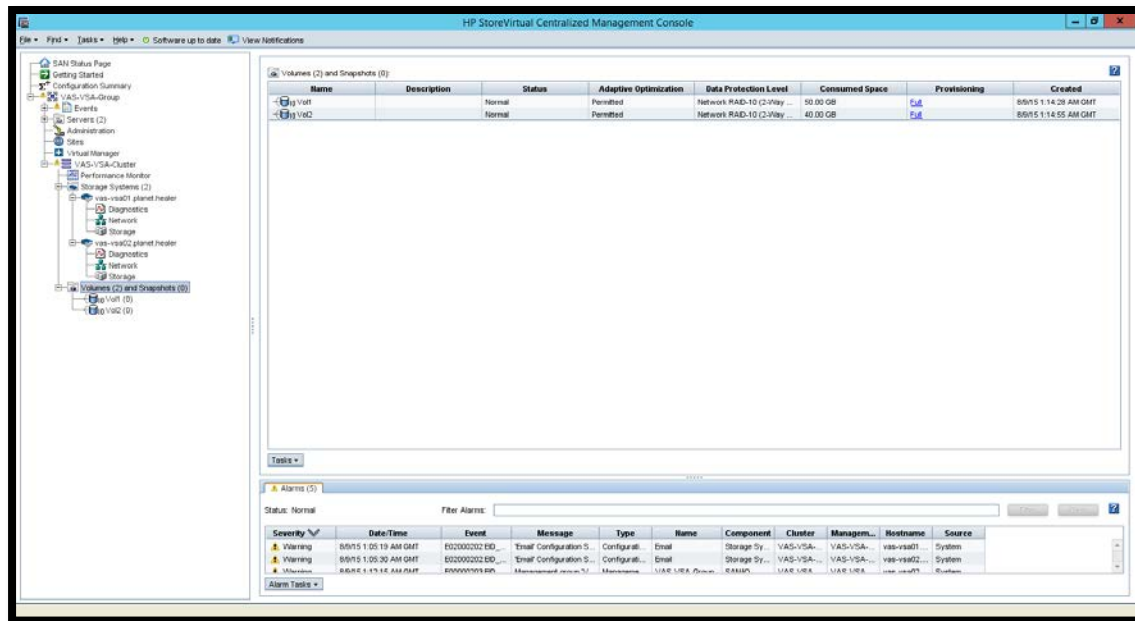 HP StoreVirtual Centralized Management Console
File Find Tasks Help Software up to date View Notifications
SAN Status Page
Getting Started
Configuration Summary
VAS-VSA-Group
Events
Servers (2)
Administration
Sites
Virtual Manager
VAS-VSA-Cluster
Performance Monitor
Storage Systems (2)
vas-vsa01.planet.healer
Diagnostics
Network
Storage
vas-vsa02.planet.healer
Diagnostics
Network
Storage
Volumes (2) and Snapshots (0)
Vol1 (0)
Vol2 (0)
Volumes (2) and Snapshots (0):
Name Description Status Adaptive Optimization Data Protection Level Consumed Space Provisioning Created
Vol1 Normal Permitted Network RAID-10 (2-Way ... 50.00 GB Full 8/9/15 1:14:28 AM GMT
Vol2 Normal Permitted Network RAID-10 (2-Way ... 40.00 GB Full 8/9/15 1:14:55 AM GMT
Tasks
Alarms (5)
Status: Normal Filter Alarms:
Severity Date/Time Event Message Type Name Component Cluster Managem... Hostname Source
Warning 8/9/15 1:05:19 AM GMT E02000202 EID_... 'Email' Configuration S... Configurati... Email Storage Sy... VAS-VSA-... VAS-VSA-... vas-vsa01.... System
Warning 8/9/15 1:05:30 AM GMT E02000202 EID_... 'Email' Configuration S... Configurati... Email Storage Sy... VAS-VSA-... VAS-VSA-... vas-vsa02.... System
Alarm Tasks